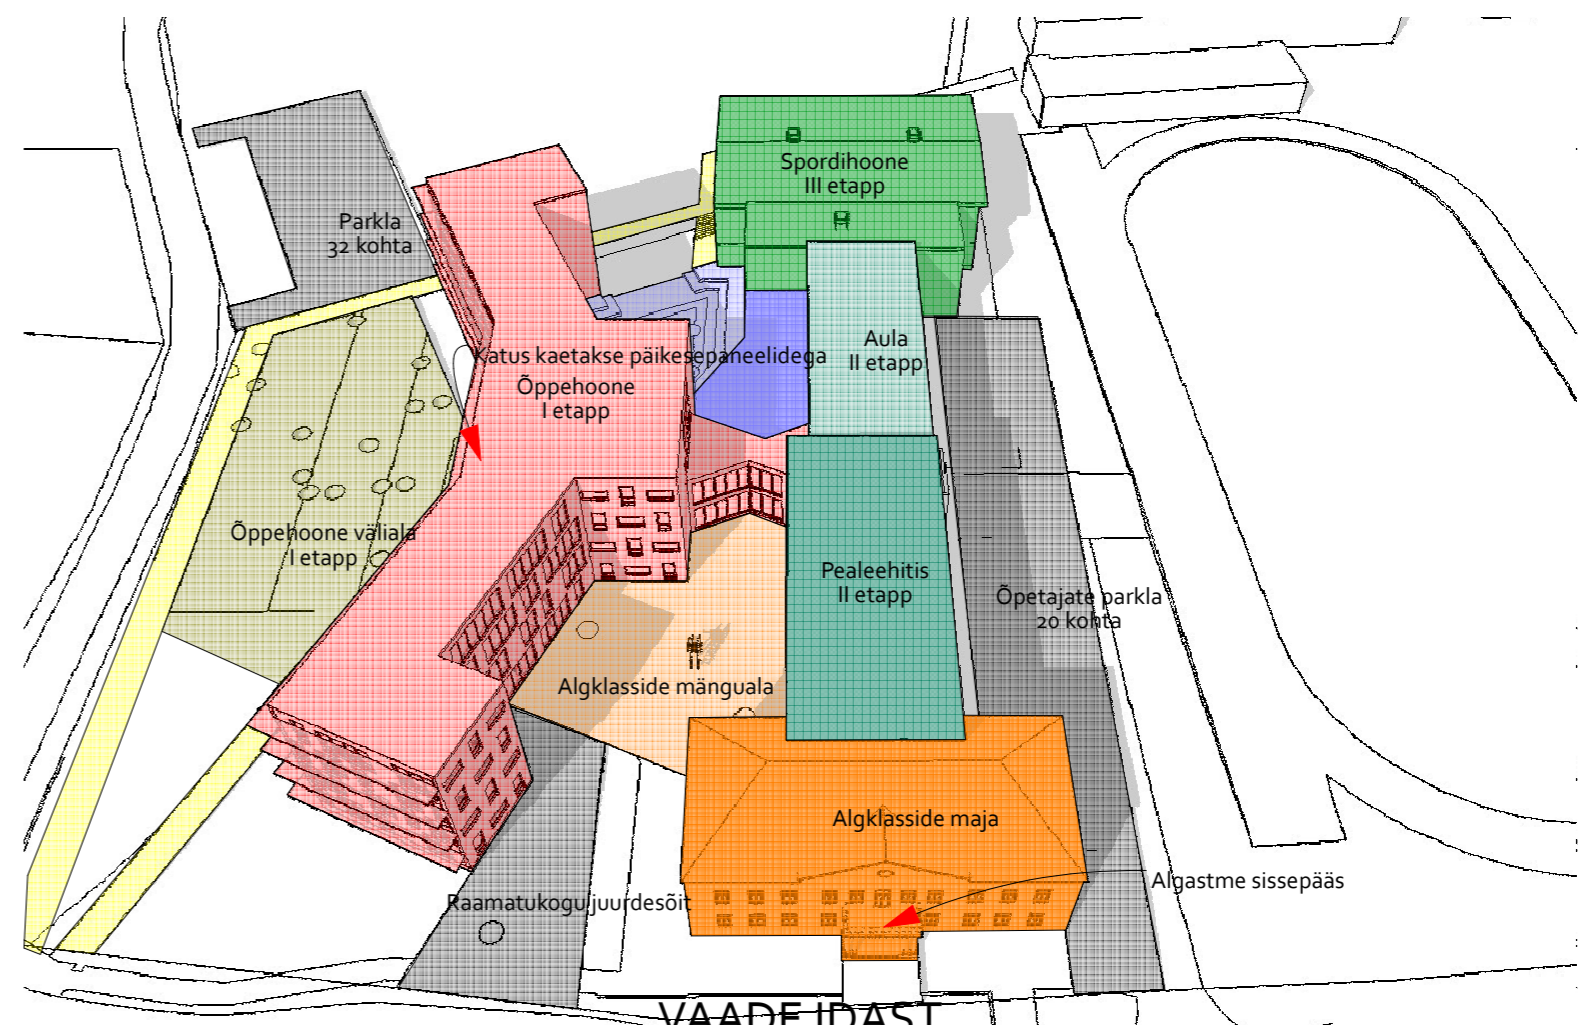 Spordihoone
III etapp
Parkla
32 kohta
Aula
II etapp
Katus kaetakse päikesepaneelidega
Õppehoone
I etapp
Õppehoone väliala
I etapp
Pealeehitis
II etapp
Õpetajate parkla
20 kohta
Algklasside mänguala
Algklasside maja
Algastme sissepääs
Raamatukogu juurdesõit
VAADE IDAST